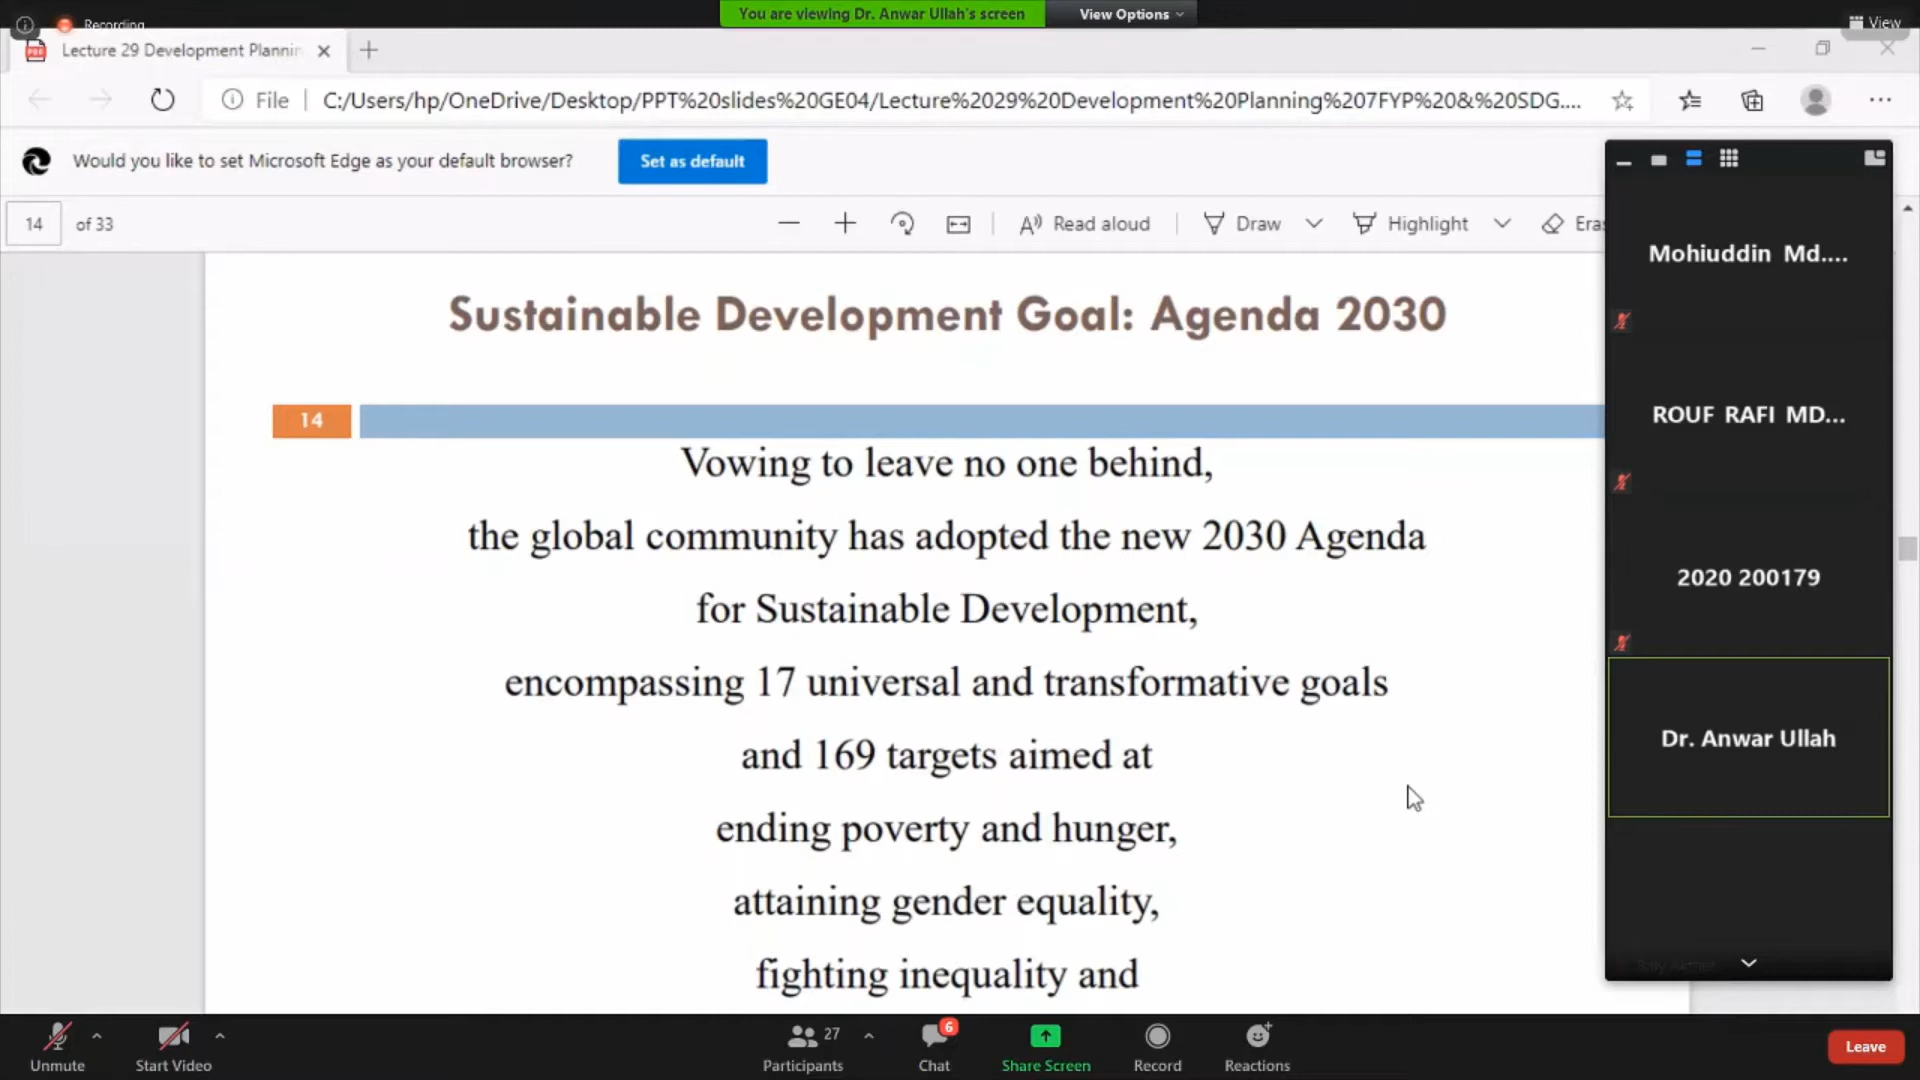 Recording
You are viewing Dr. Anwar Ullah's screen
View Options
View
Lecture 29 Development Plannin
File
C:/Users/hp/OneDrive/Desktop/PPT%20slides%20GE04/Lecture%2029%20Development%20Planning%207FYP%20&%20SDG....
Would you like to set Microsoft Edge as your default browser?
Set as default
14 of 33
Read aloud
Draw
Highlight
Eras
Sustainable Development Goal: Agenda 2030
14
Vowing to leave no one behind,
the global community has adopted the new 2030 Agenda
for Sustainable Development,
encompassing 17 universal and transformative goals
and 169 targets aimed at
ending poverty and hunger,
attaining gender equality,
fighting inequality and
Mohiuddin Md....
ROUF RAFI MD...
2020 200179
Dr. Anwar Ullah
Unmute
Start Video
27
Participants
6
Chat
Share Screen
Record
Reactions
Leave